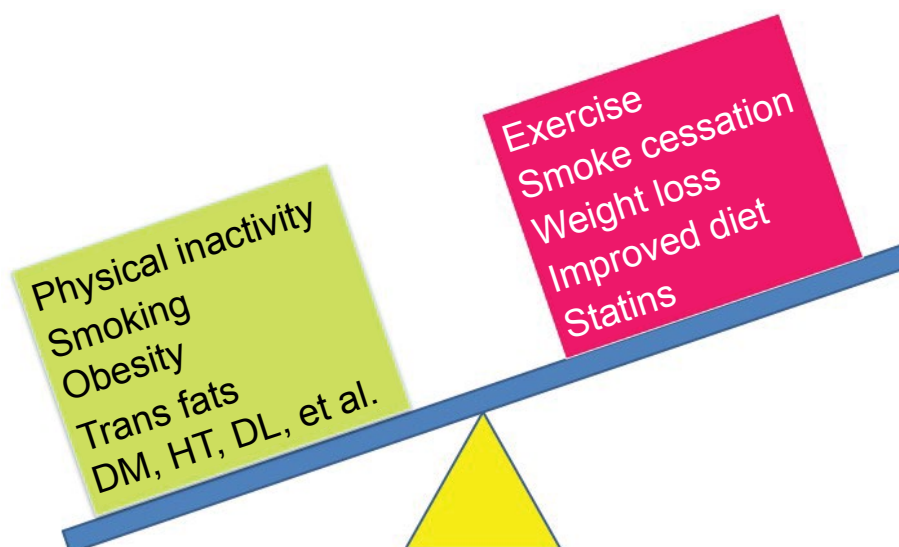 Physical inactivity
Smoking
Obesity
Trans fats
DM, HT, DL, et al.
Exercise
Smoke cessation
Weight loss
Improved diet
Statins